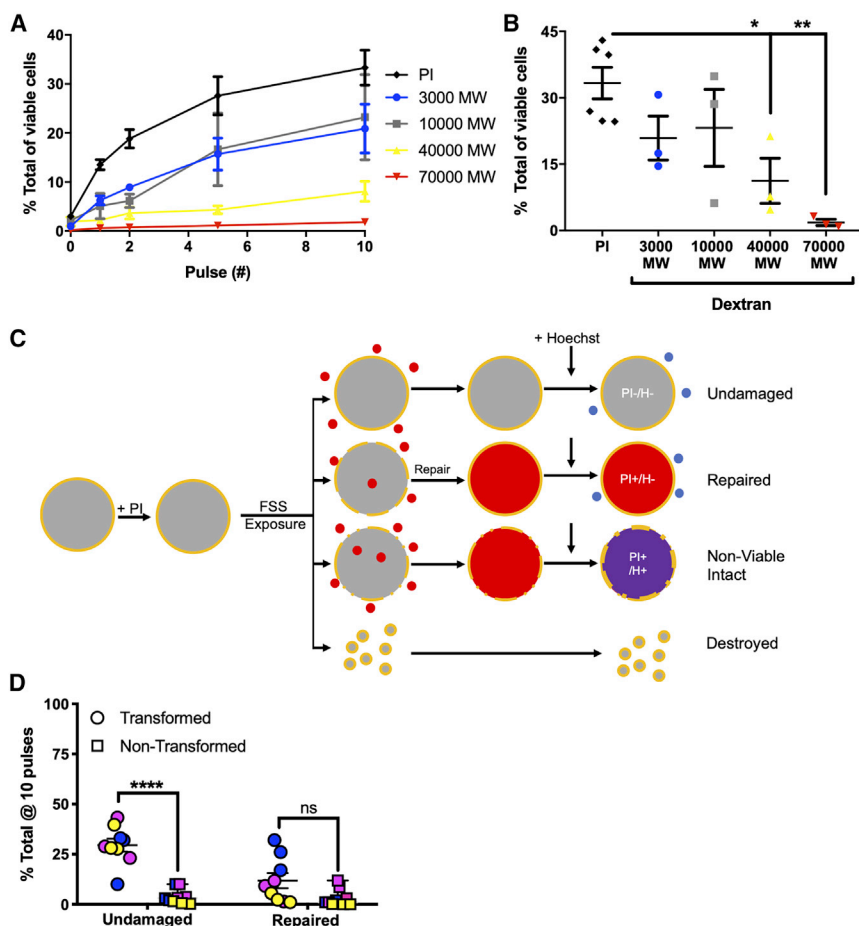 A
% Total of viable cells
40
30
20
10
0
0
2
4
6
8
10
Pulse (#)
PI
3000 MW
10000 MW
40000 MW
70000 MW
B
% Total of viable cells
45
30
15
0
*
**
PI
3000
MW
10000
MW
40000
MW
70000
MW
Dextran
C
+ PI
FSS
Exposure
+ Hoechst
PI-/H-
Undamaged
Repair
PI+/H-
Repaired
PI+
/H+
Non-Viable
Intact
Destroyed
D
% Total @ 10 pulses
100
75
50
25
0
Transformed
Non-Transformed
****
ns
Undamaged
Repaired